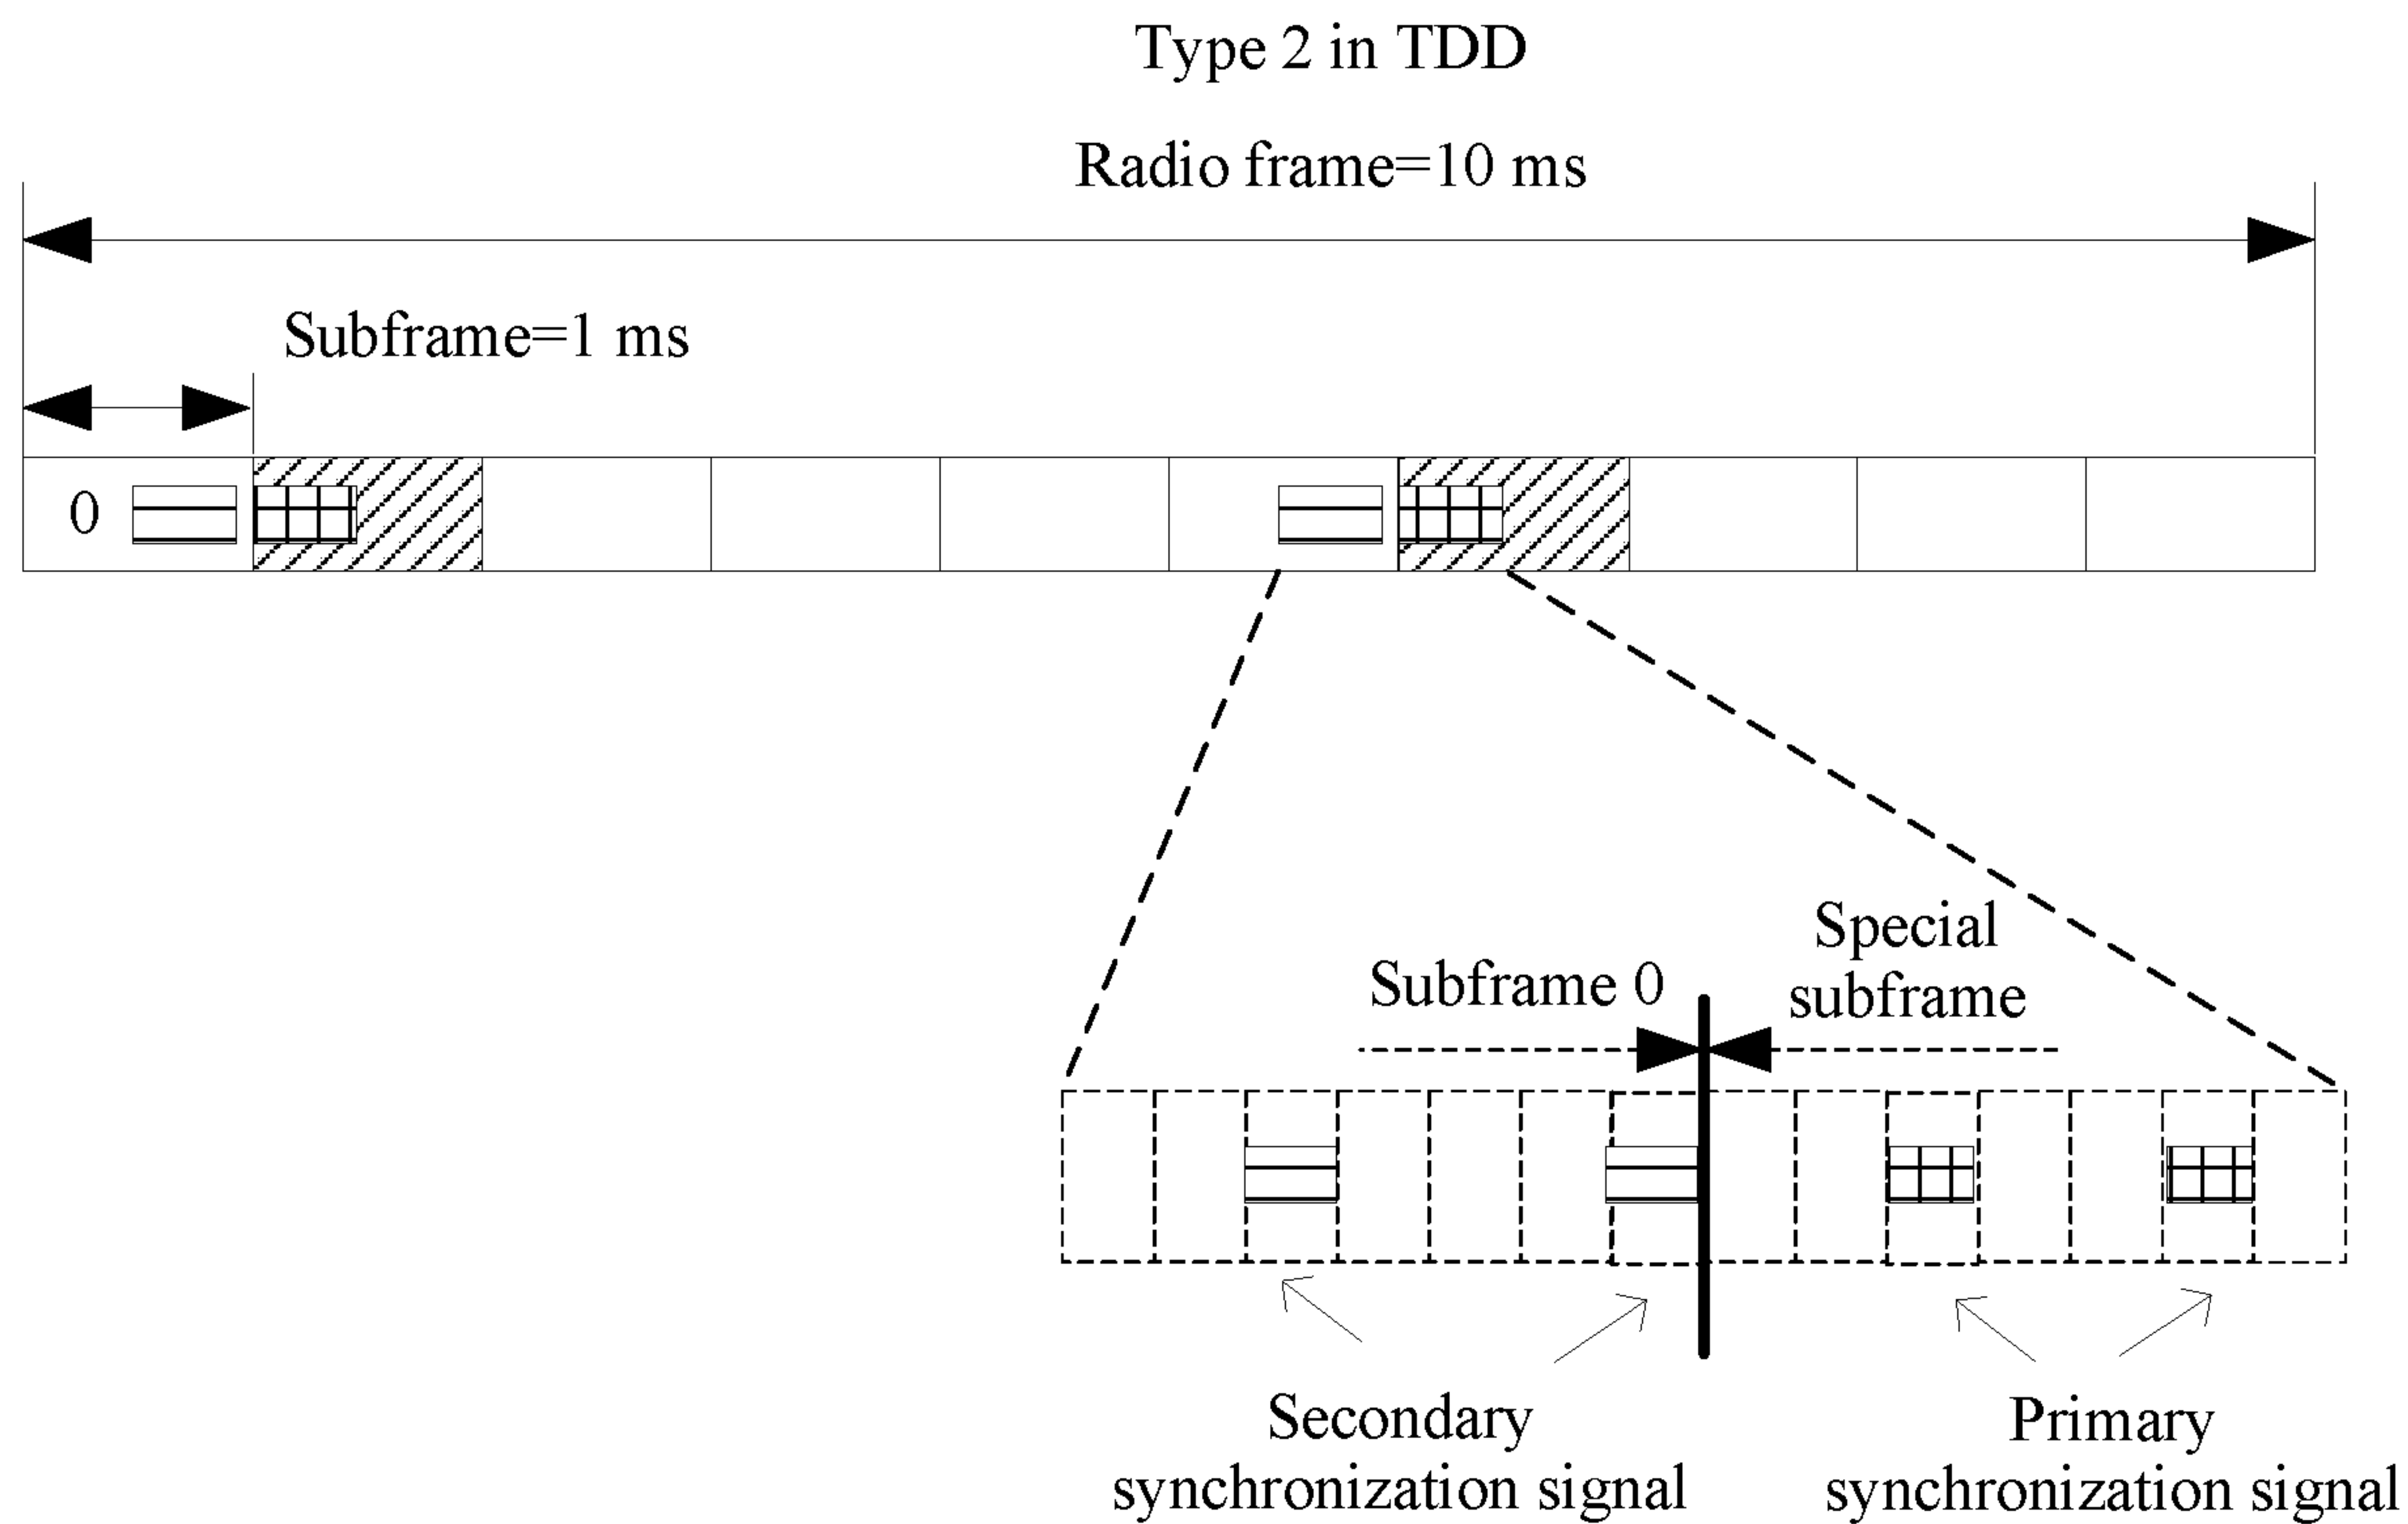 Type 2 in TDD
Radio frame=10 ms
Subframe=1 ms
0
Subframe 0
Special
subframe
Secondary
synchronization signal
Primary
synchronization signal